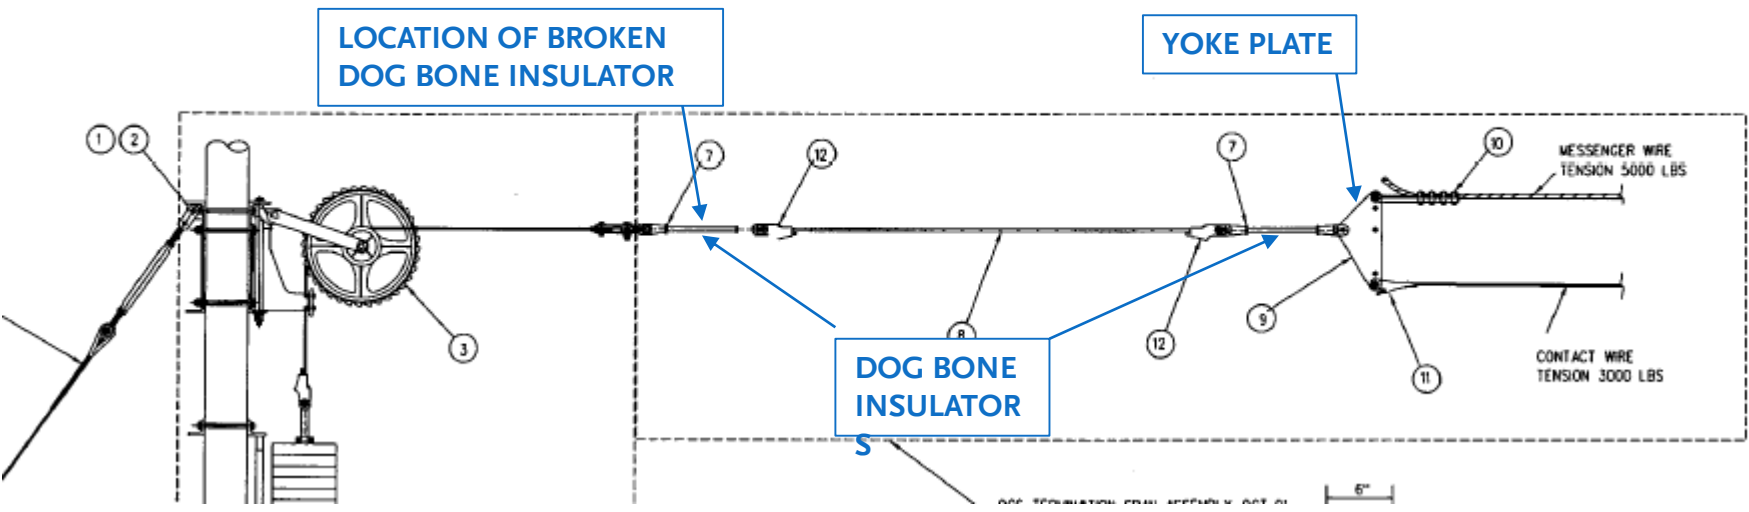 LOCATION OF BROKEN
DOG BONE INSULATOR
YOKE PLATE
1 2
7
12
7
10
MESSENGER WIRE
TENSION 5000 LBS
3
8
12
9
11
CONTACT WIRE
TENSION 3000 LBS
DOG BONE
INSULATOR
S
6"